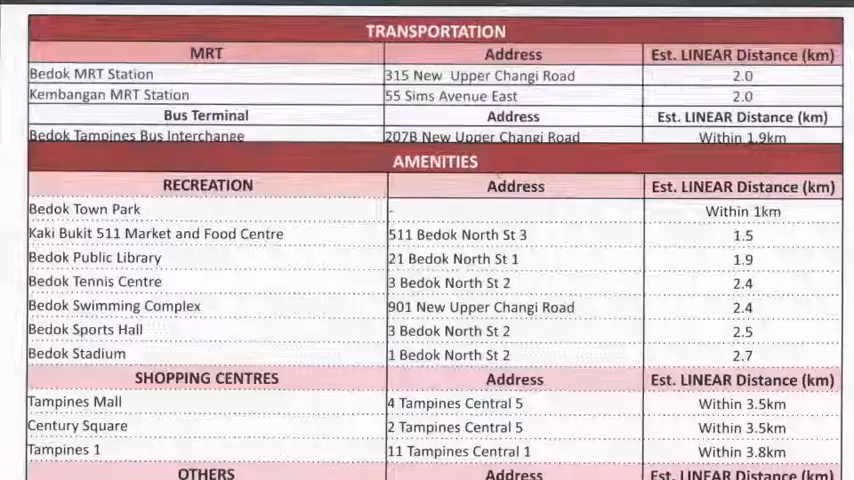 TRANSPORTATION
MRT Address Est. LINEAR Distance (km)
Bedok MRT Station 315 New Upper Changi Road 2.0
Kembangan MRT Station 55 Sims Avenue East 2.0
Bus Terminal Address Est. LINEAR Distance (km)
Bedok Tampines Bus Interchange 207B New Upper Changi Road Within 1.9km
AMENITIES
RECREATION Address Est. LINEAR Distance (km)
Bedok Town Park - Within 1km
Kaki Bukit 511 Market and Food Centre 511 Bedok North St 3 1.5
Bedok Public Library 21 Bedok North St 1 1.9
Bedok Tennis Centre 3 Bedok North St 2 2.4
Bedok Swimming Complex 901 New Upper Changi Road 2.4
Bedok Sports Hall 3 Bedok North St 2 2.5
Bedok Stadium 1 Bedok North St 2 2.7
SHOPPING CENTRES Address Est. LINEAR Distance (km)
Tampines Mall 4 Tampines Central 5 Within 3.5km
Century Square 2 Tampines Central 5 Within 3.5km
Tampines 1 11 Tampines Central 1 Within 3.8km
OTHERS Address Est. LINEAR Distance (km)